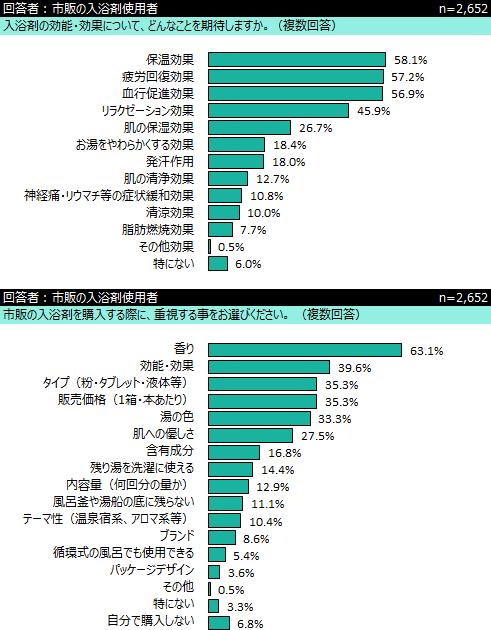 回答者：市販の入浴剤使用者 n=2,652
入浴剤の効能・効果について、どんなことを期待しますか。（複数回答）
保温効果 58.1%
疲労回復効果 57.2%
血行促進効果 56.9%
リラクゼーション効果 45.9%
肌の保湿効果 26.7%
お湯をやわらかくする効果 18.4%
発汗作用 18.0%
肌の清浄効果 12.7%
神経痛・リウマチ等の症状緩和効果 10.8%
清涼効果 10.0%
脂肪燃焼効果 7.7%
その他効果 0.5%
特にない 6.0%
回答者：市販の入浴剤使用者 n=2,652
市販の入浴剤を購入する際に、重視する事をお選びください。（複数回答）
香り 63.1%
効能・効果 39.6%
タイプ（粉・タブレット・液体等） 35.3%
販売価格（1箱・本あたり） 35.3%
湯の色 33.3%
肌への優しさ 27.5%
含有成分 16.8%
残り湯を洗濯に使える 14.4%
内容量（何回分の量か） 12.9%
風呂釜や湯船の底に残らない 11.1%
テーマ性（温泉宿系、アロマ系等） 10.4%
ブランド 8.6%
循環式の風呂でも使用できる 5.4%
パッケージデザイン 3.6%
その他 0.5%
特にない 3.3%
自分で購入しない 6.8%